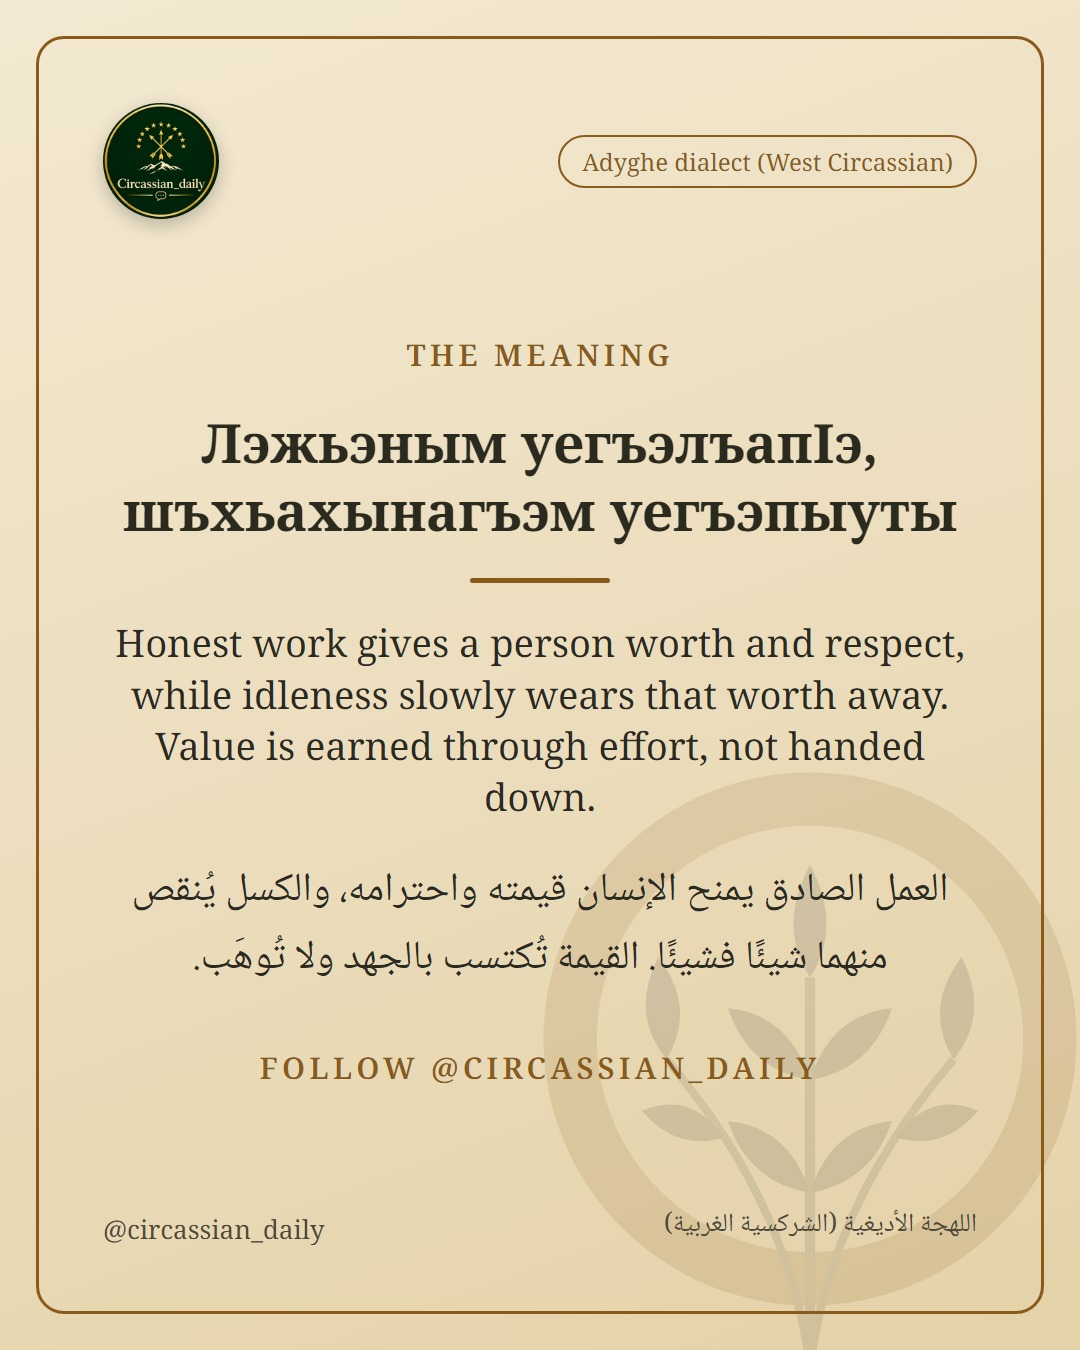 Circassian_daily
Adyghe dialect (West Circassian)
THE MEANING
Лэжьэным уегъэлъапӀэ,
шъхьахынагъэм уегъэпыуты
Honest work gives a person worth and respect,
while idleness slowly wears that worth away.
Value is earned through effort, not handed
down.
العمل الصادق يمنح الإنسان قيمته واحترامه، والكسل يُنقص
منهما شيئًا فشيئًا. القيمة تُكتسب بالجهد ولا تُوهَب.
FOLLOW @CIRCASSIAN_DAILY
@circassian_daily
اللهجة الأديغية (الشركسية الغربية)